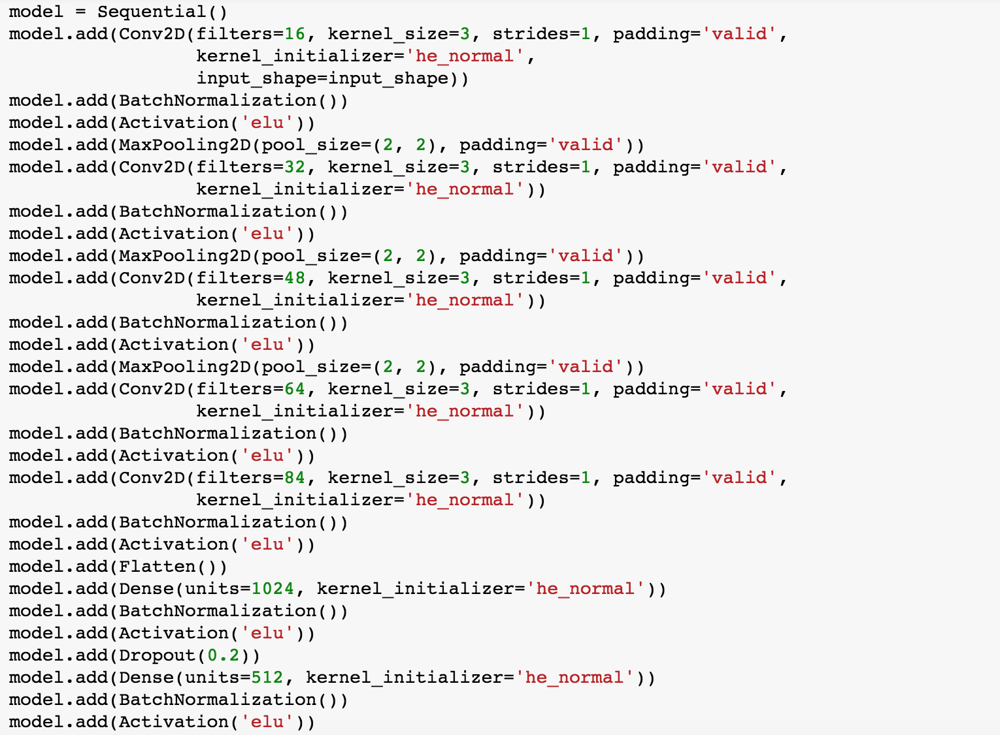 model = Sequential()
model.add(Conv2D(filters=16, kernel_size=3, strides=1, padding='valid',
                 kernel_initializer='he_normal',
                 input_shape=input_shape))
model.add(BatchNormalization())
model.add(Activation('elu'))
model.add(MaxPooling2D(pool_size=(2, 2), padding='valid'))
model.add(Conv2D(filters=32, kernel_size=3, strides=1, padding='valid',
                 kernel_initializer='he_normal'))
model.add(BatchNormalization())
model.add(Activation('elu'))
model.add(MaxPooling2D(pool_size=(2, 2), padding='valid'))
model.add(Conv2D(filters=48, kernel_size=3, strides=1, padding='valid',
                 kernel_initializer='he_normal'))
model.add(BatchNormalization())
model.add(Activation('elu'))
model.add(MaxPooling2D(pool_size=(2, 2), padding='valid'))
model.add(Conv2D(filters=64, kernel_size=3, strides=1, padding='valid',
                 kernel_initializer='he_normal'))
model.add(BatchNormalization())
model.add(Activation('elu'))
model.add(Conv2D(filters=84, kernel_size=3, strides=1, padding='valid',
                 kernel_initializer='he_normal'))
model.add(BatchNormalization())
model.add(Activation('elu'))
model.add(Flatten())
model.add(Dense(units=1024, kernel_initializer='he_normal'))
model.add(BatchNormalization())
model.add(Activation('elu'))
model.add(Dropout(0.2))
model.add(Dense(units=512, kernel_initializer='he_normal'))
model.add(BatchNormalization())
model.add(Activation('elu'))